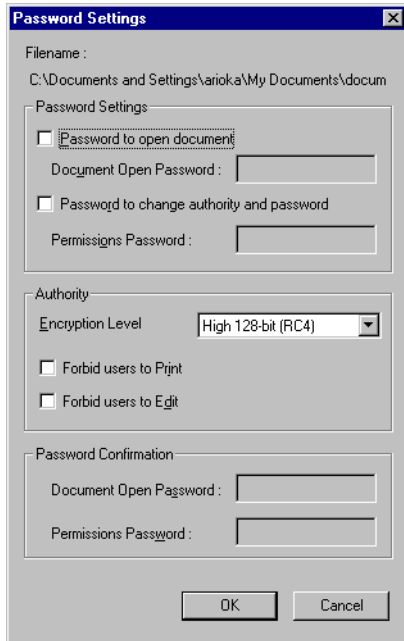 Password Settings
Filename :
C:\Documents and Settings\arioka\My Documents\docum
Password Settings
Password to open document
Document Open Password :
Password to change authority and password
Permissions Password :
Authority
Encryption Level High 128-bit (RC4)
Forbid users to Print
Forbid users to Edit
Password Confirmation
Document Open Password :
Permissions Password :
OK Cancel